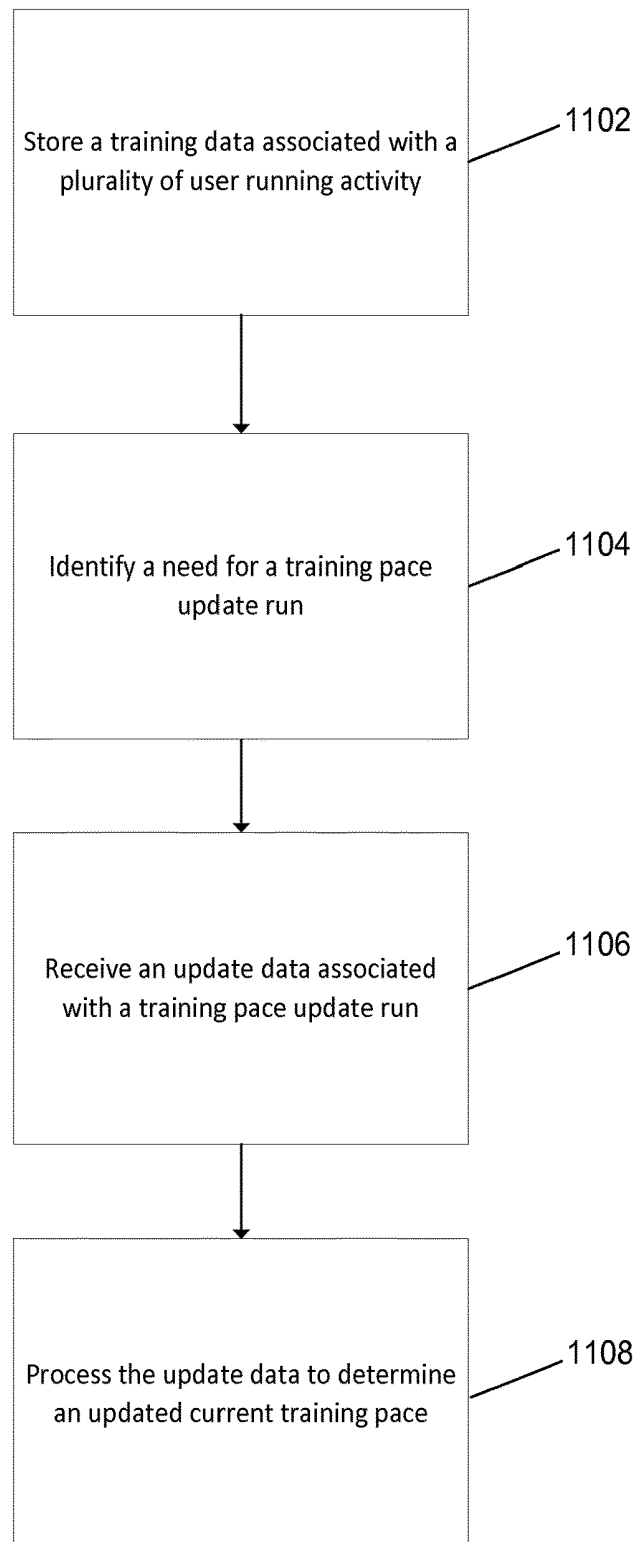 Store a training data associated with a
plurality of user running activity
1102
Identify a need for a training pace
update run
1104
Receive an update data associated
with a training pace update run
1106
Process the update data to determine
an updated current training pace
1108